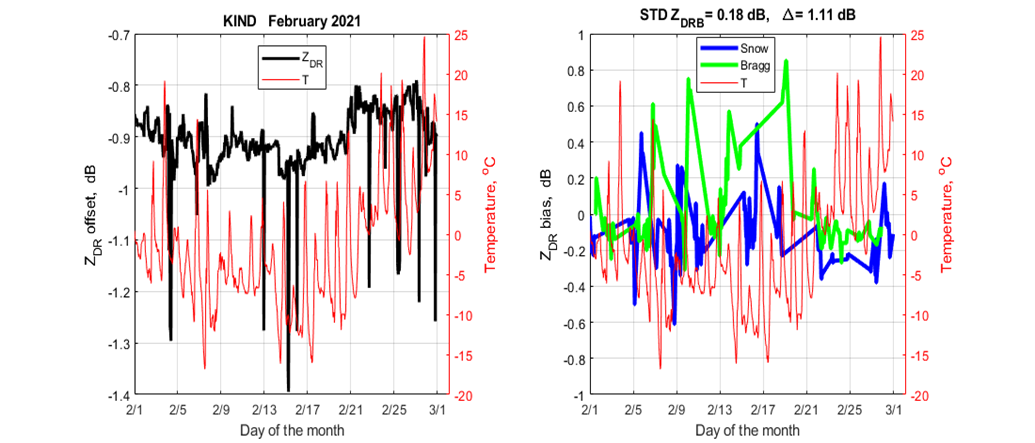 KIND February 2021
-0.7
-0.8
-0.9
-1
-1.1
-1.2
-1.3
-1.4
Z_DR offset, dB
Z_DR
T
25
20
15
10
5
0
-5
-10
-15
-20
Temperature, °C
2/1 2/5 2/9 2/13 2/17 2/21 2/25 3/1
Day of the month
STD Z_DRB = 0.18 dB, Δ= 1.11 dB
1
0.8
0.6
0.4
0.2
0
-0.2
-0.4
-0.6
-0.8
-1
Z_DR bias, dB
Snow
Bragg
T
25
20
15
10
5
0
-5
-10
-15
-20
Temperature, °C
2/1 2/5 2/9 2/13 2/17 2/21 2/25 3/1
Day of the month